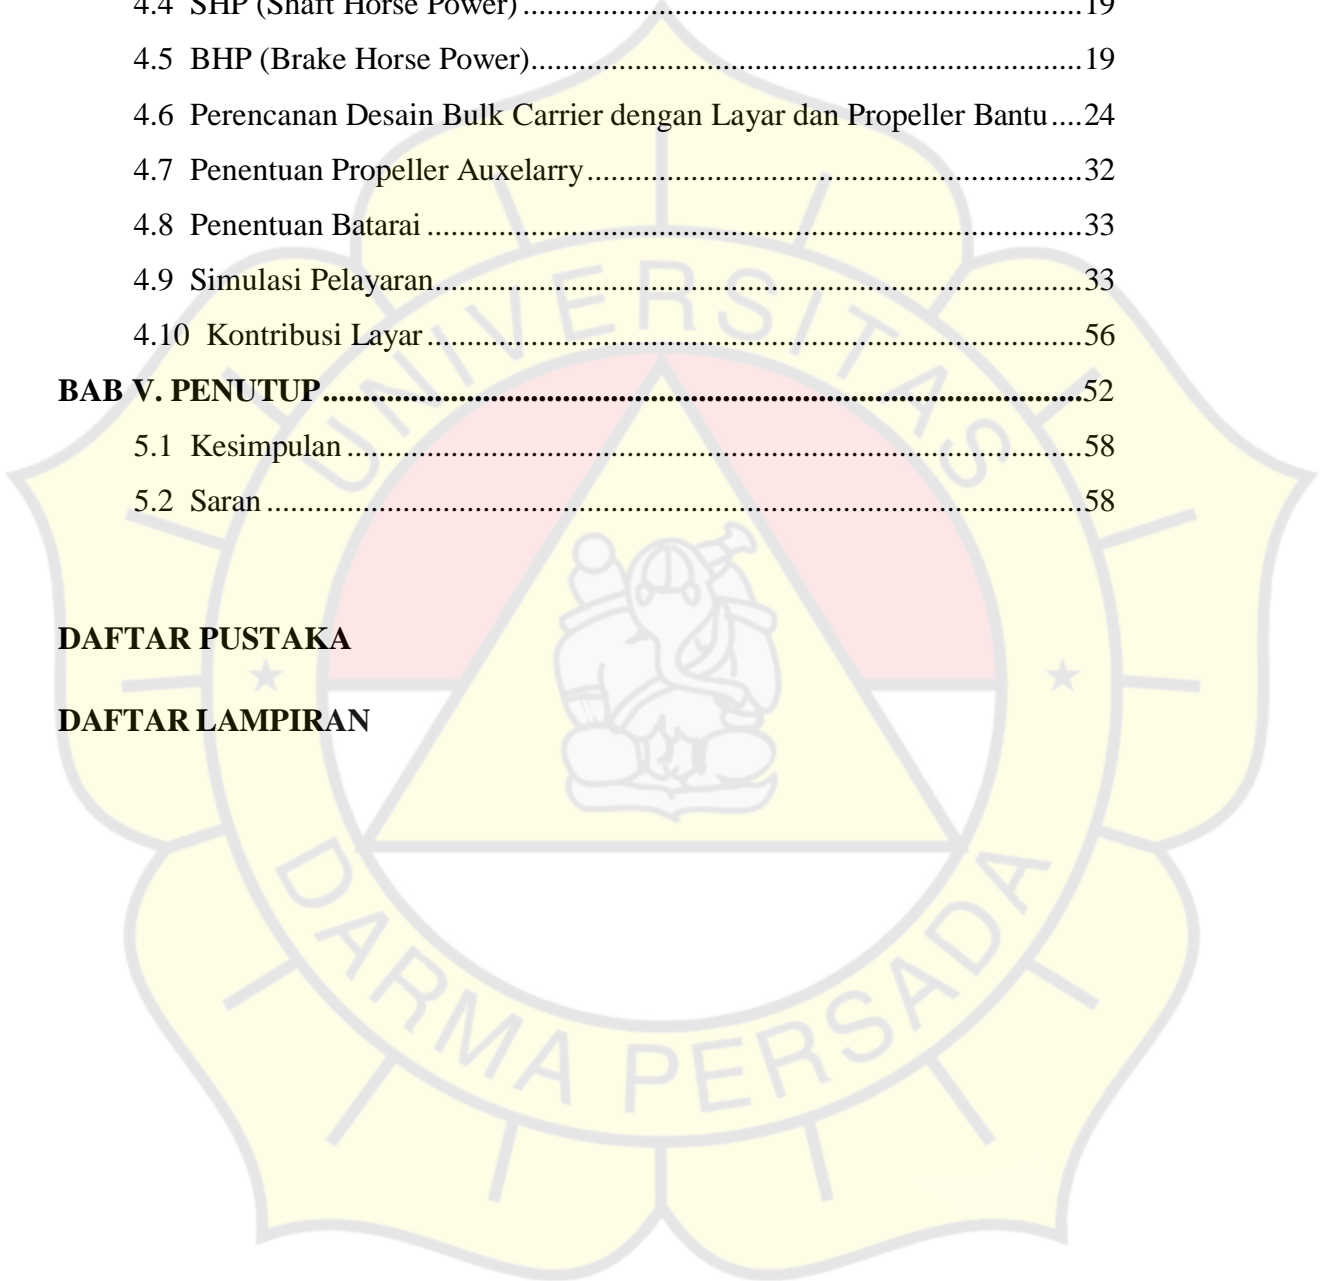 4.4 SHP (Shaft Horse Power)....................19
4.5 BHP (Brake Horse Power)....................19
4.6 Perencanan Desain Bulk Carrier dengan Layar dan Propeller Bantu....24
4.7 Penentuan Propeller Auxelarry....................32
4.8 Penentuan Batarai....................33
4.9 Simulasi Pelayaran....................33
4.10 Kontribusi Layar....................56
BAB V. PENUTUP....................52
5.1 Kesimpulan....................58
5.2 Saran....................58
DAFTAR PUSTAKA
DAFTAR LAMPIRAN
UNIVERSITAS
DARMA PERSADA